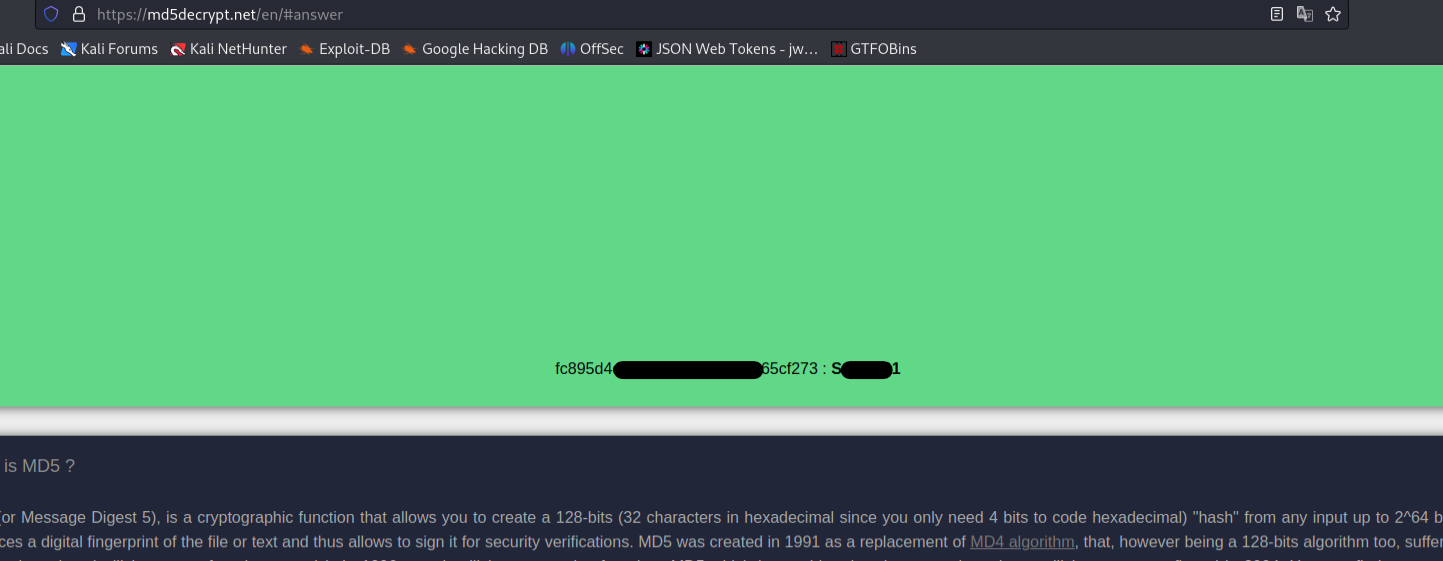 https://md5decrypt.net/en/#answer
ali Docs Kali Forums Kali NetHunter Exploit-DB Google Hacking DB OffSec JSON Web Tokens - jw… GTFOBins
fc895d4 65cf273 : S 1
is MD5 ?
(or Message Digest 5), is a cryptographic function that allows you to create a 128-bits (32 characters in hexadecimal since you only need 4 bits to code hexadecimal) "hash" from any input up to 2^64 b
ces a digital fingerprint of the file or text and thus allows to sign it for security verifications. MD5 was created in 1991 as a replacement of MD4 algorithm, that, however being a 128-bits algorithm too, suffer